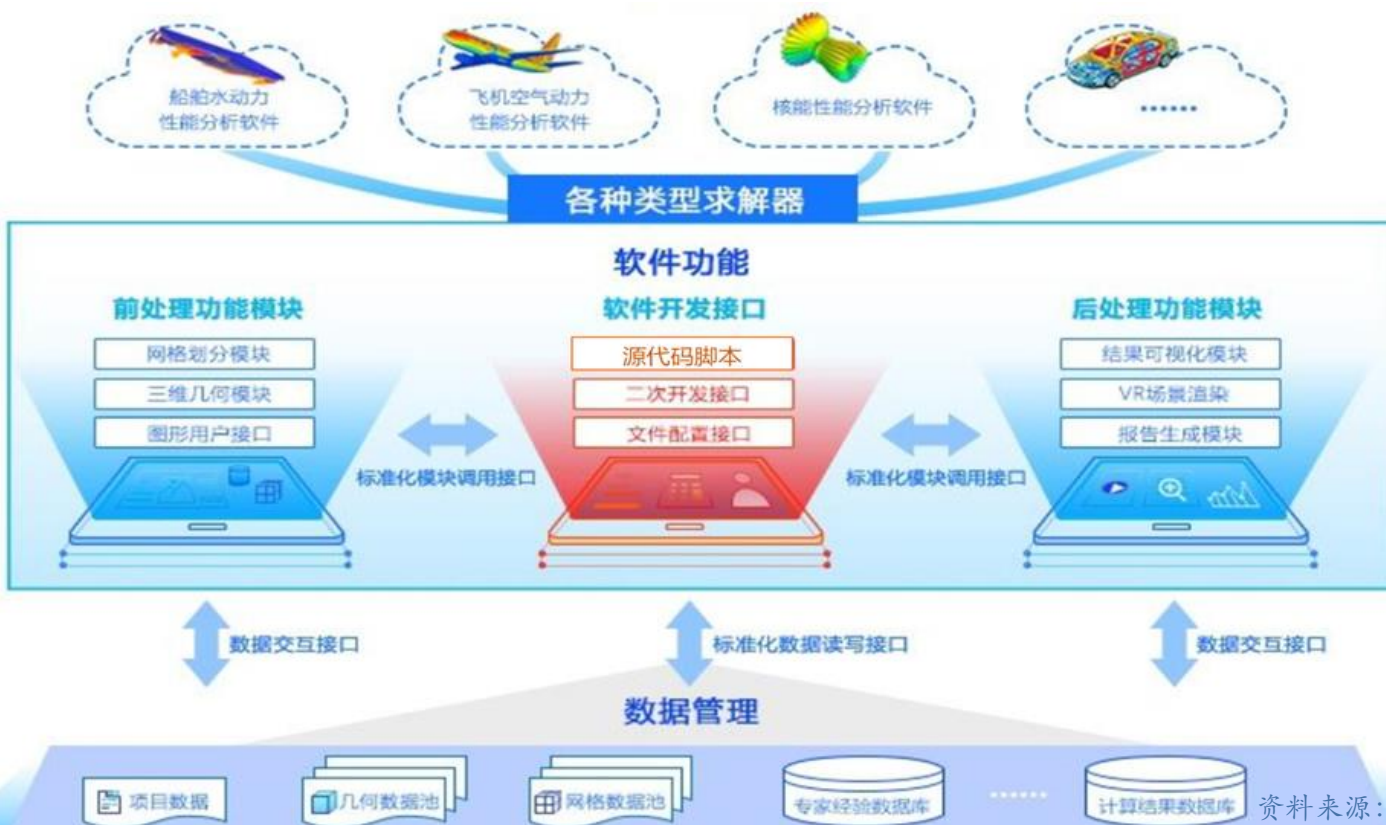 船舶水动力
性能分析软件
飞机空气动力
性能分析软件
核能性能分析软件
......
各种类型求解器
软件功能
前处理功能模块
网格划分模块
三维几何模块
图形用户接口
标准化模块调用接口
软件开发接口
源代码脚本
二次开发接口
文件配置接口
标准化模块调用接口
后处理功能模块
结果可视化模块
VR场景渲染
报告生成模块
数据交互接口
标准化数据读写接口
数据交互接口
数据管理
项目数据
几何数据池
网格数据池
专家经验数据库
......
计算结果数据库
资料来源: